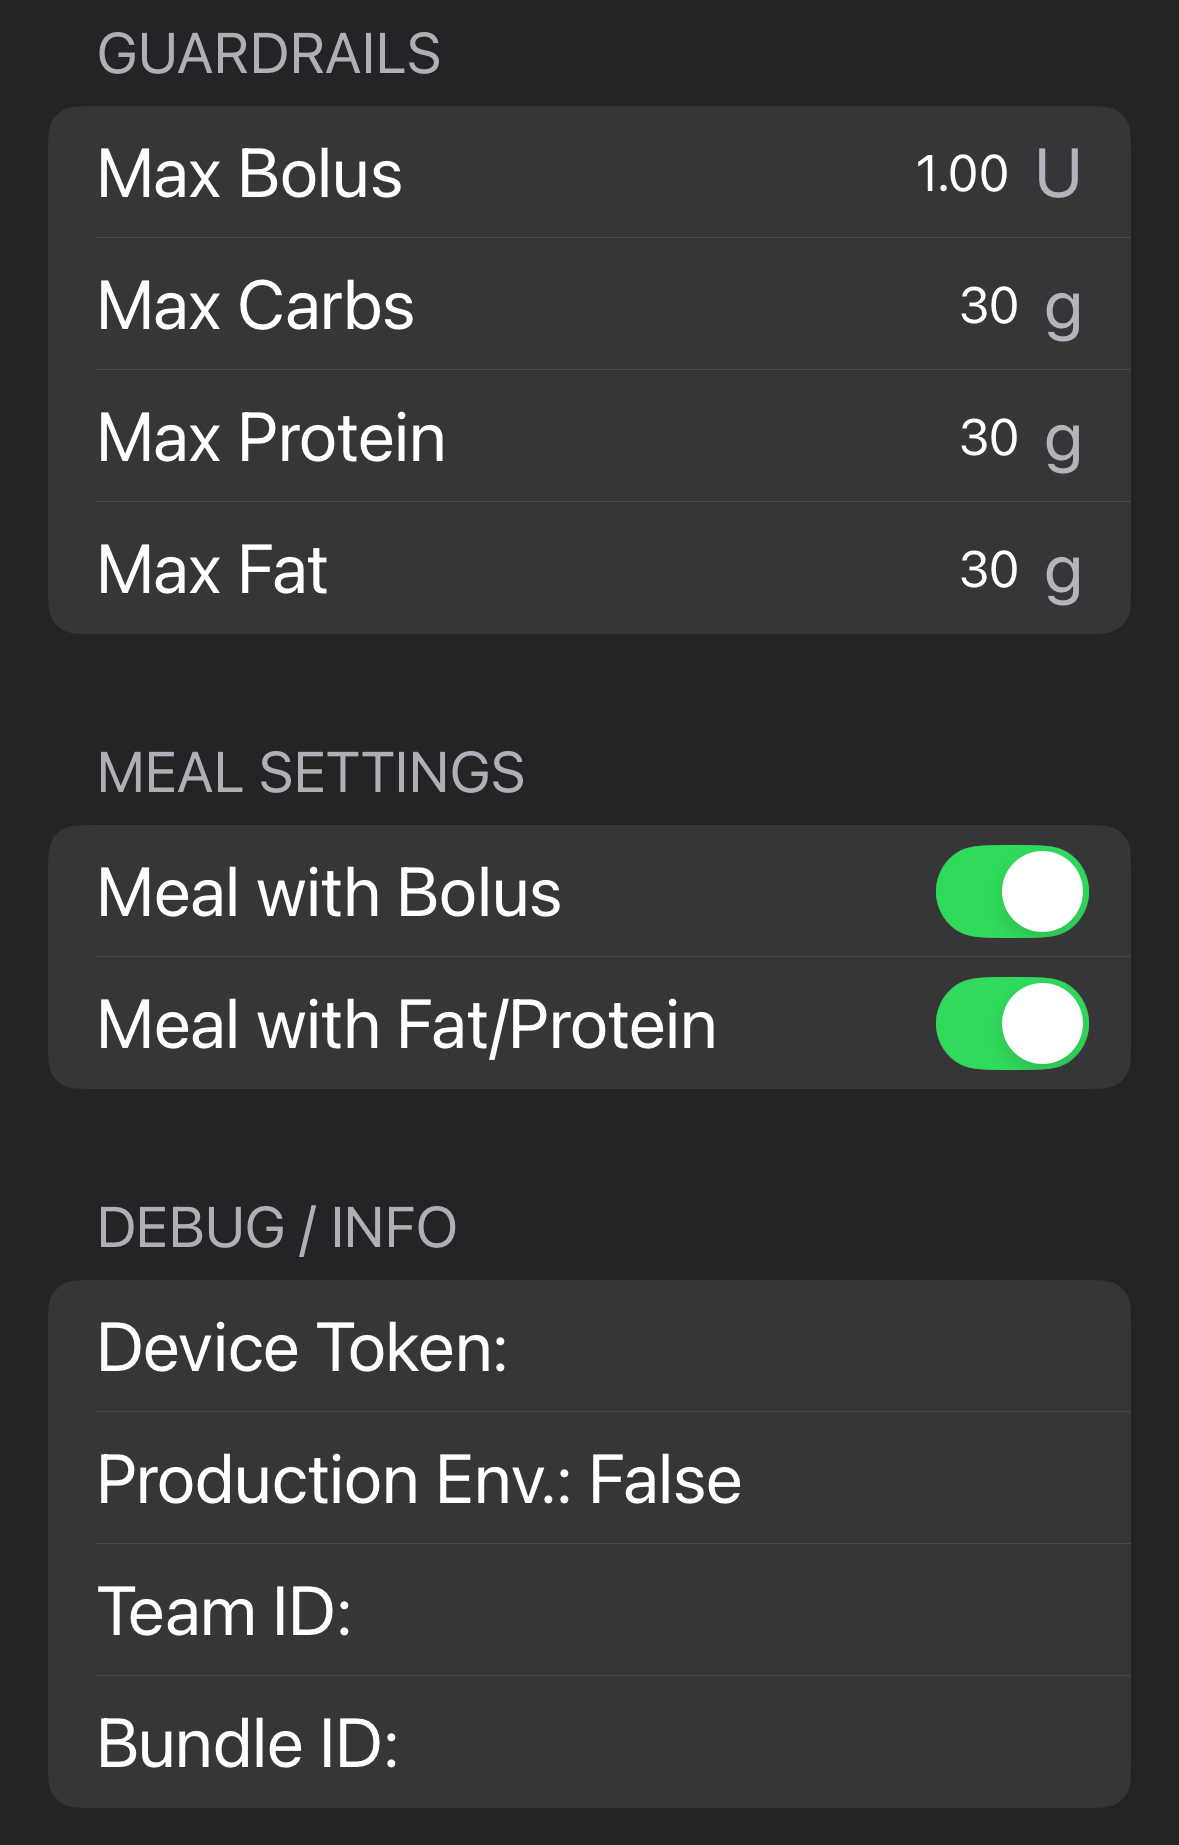 GUARDRAILS
Max Bolus 1.00 U
Max Carbs 30 g
Max Protein 30 g
Max Fat 30 g
MEAL SETTINGS
Meal with Bolus
Meal with Fat/Protein
DEBUG / INFO
Device Token:
Production Env.: False
Team ID:
Bundle ID: